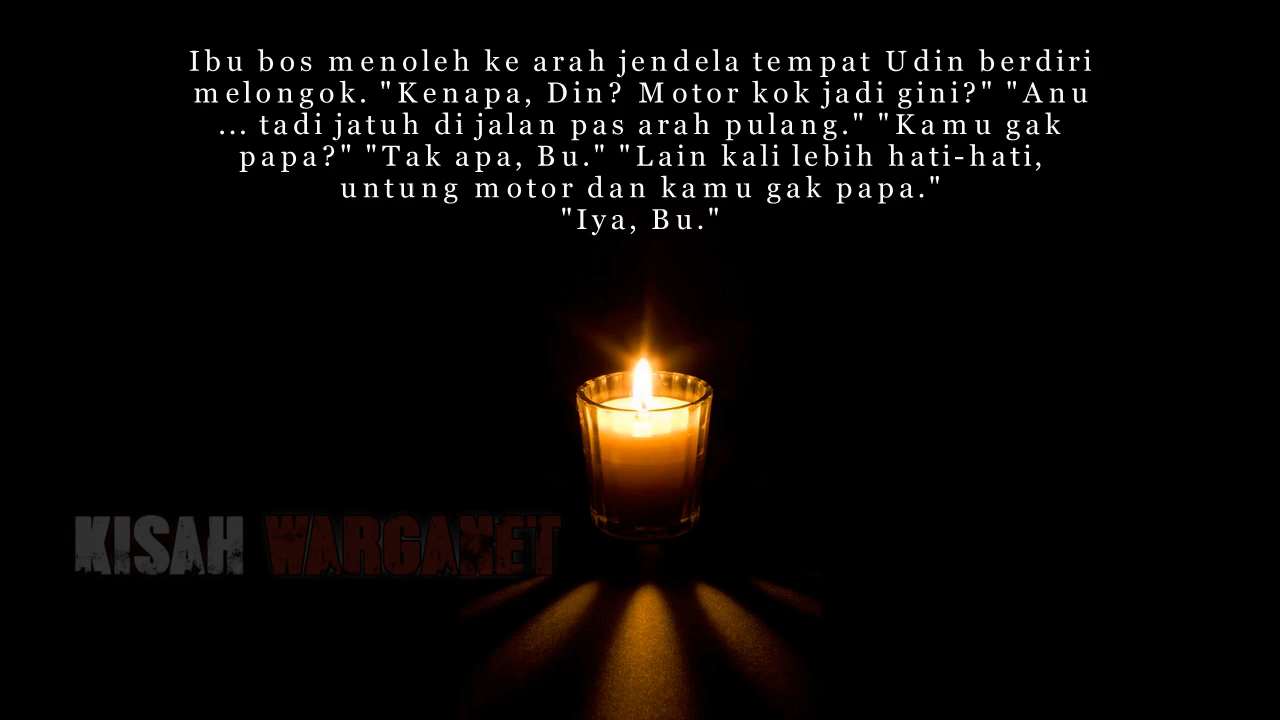 Ibu bos menoleh ke arah jendela tempat Udin berdiri
melongok. "Kenapa, Din? Motor kok jadi gini?" "Anu
... tadi jatuh di jalan pas arah pulang." "Kamu gak
papa?" "Tak apa, Bu." "Lain kali lebih hati-hati,
untung motor dan kamu gak papa."
"Iya, Bu."
KISAH WARGANET